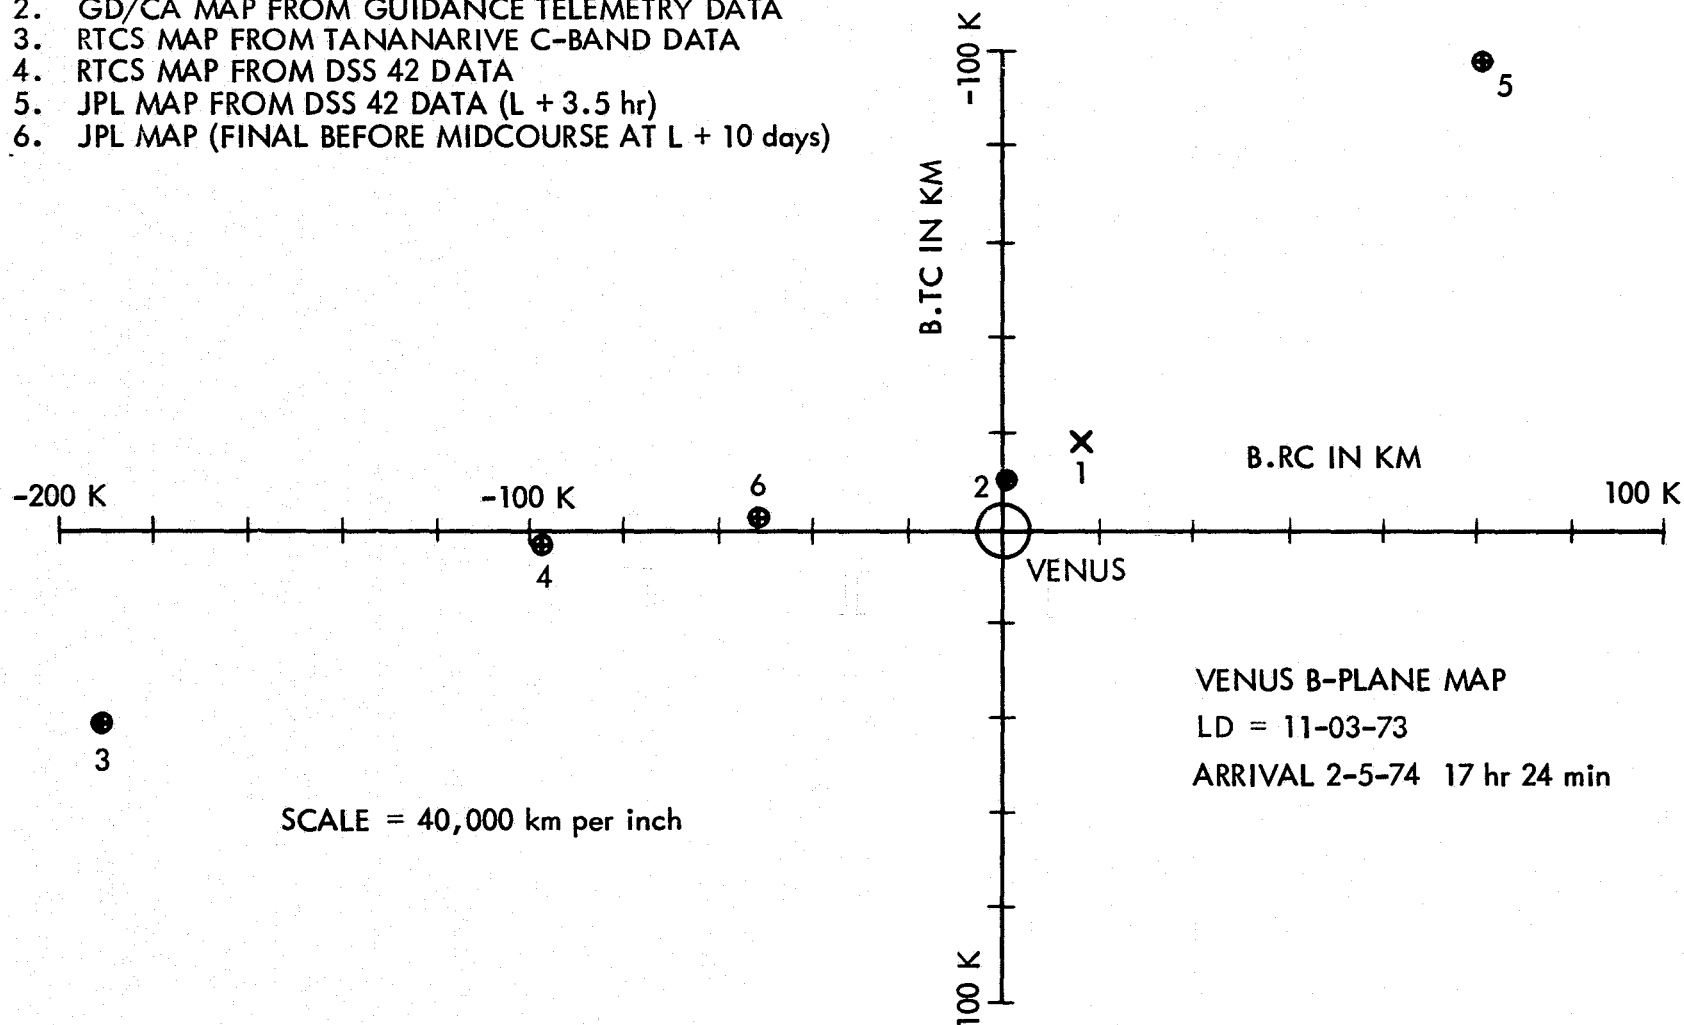 2. GD/CA MAP FROM GUIDANCE TELEMETRY DATA
3. RTCS MAP FROM TANANARIVE C-BAND DATA
4. RTCS MAP FROM DSS 42 DATA
5. JPL MAP FROM DSS 42 DATA (L + 3.5 hr)
6. JPL MAP (FINAL BEFORE MIDCOURSE AT L + 10 days)
-100 K
5
B.TC IN KM
1
B.RC IN KM
2
6
-200 K
-100 K
100 K
4
VENUS
3
VENUS B-PLANE MAP
LD = 11-03-73
ARRIVAL 2-5-74 17 hr 24 min
SCALE = 40,000 km per inch
100 K